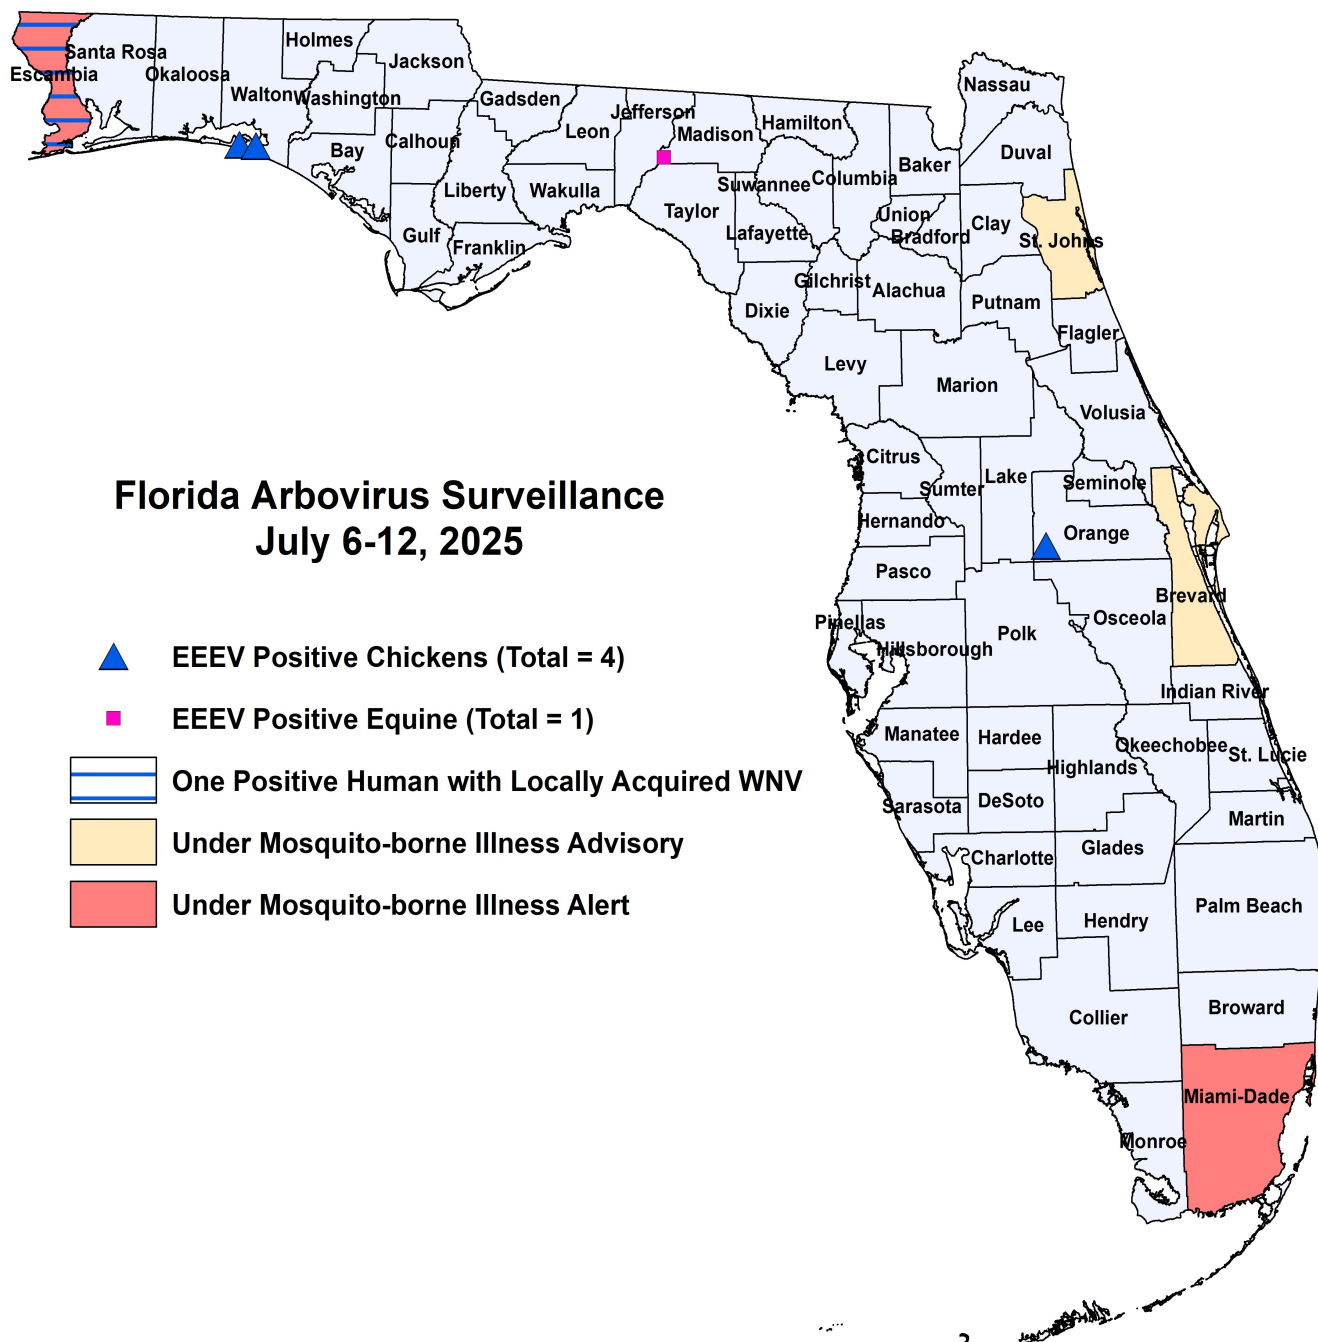 Holmes
Jackson
Santa Rosa
Escambia
Okaloosa
Walton
Washington
Gadsden
Jefferson
Nassau
Calhoun
Leon
Madison
Hamilton
Bay
Duval
Baker
Liberty
Wakulla
Suwannee
Columbia
Taylor
Union
Clay
Gulf
Franklin
Lafayette
Bradford
St. Johns
Gilchrist
Alachua
Dixie
Putnam
Flagler
Levy
Marion
Volusia
Citrus
Sumter
Lake
Seminole
Florida Arbovirus Surveillance
July 6-12, 2025
Hernando
Orange
Pasco
Brevard
Pinellas
Osceola
Polk
Hillsborough
EEEV Positive Chickens (Total = 4)
Indian River
EEEV Positive Equine (Total = 1)
Manatee
Hardee
Okeechobee
St. Lucie
Highlands
One Positive Human with Locally Acquired WNV
Sarasota
DeSoto
Martin
Under Mosquito-borne Illness Advisory
Charlotte
Glades
Under Mosquito-borne Illness Alert
Palm Beach
Lee
Hendry
Broward
Collier
Miami-Dade
Monroe